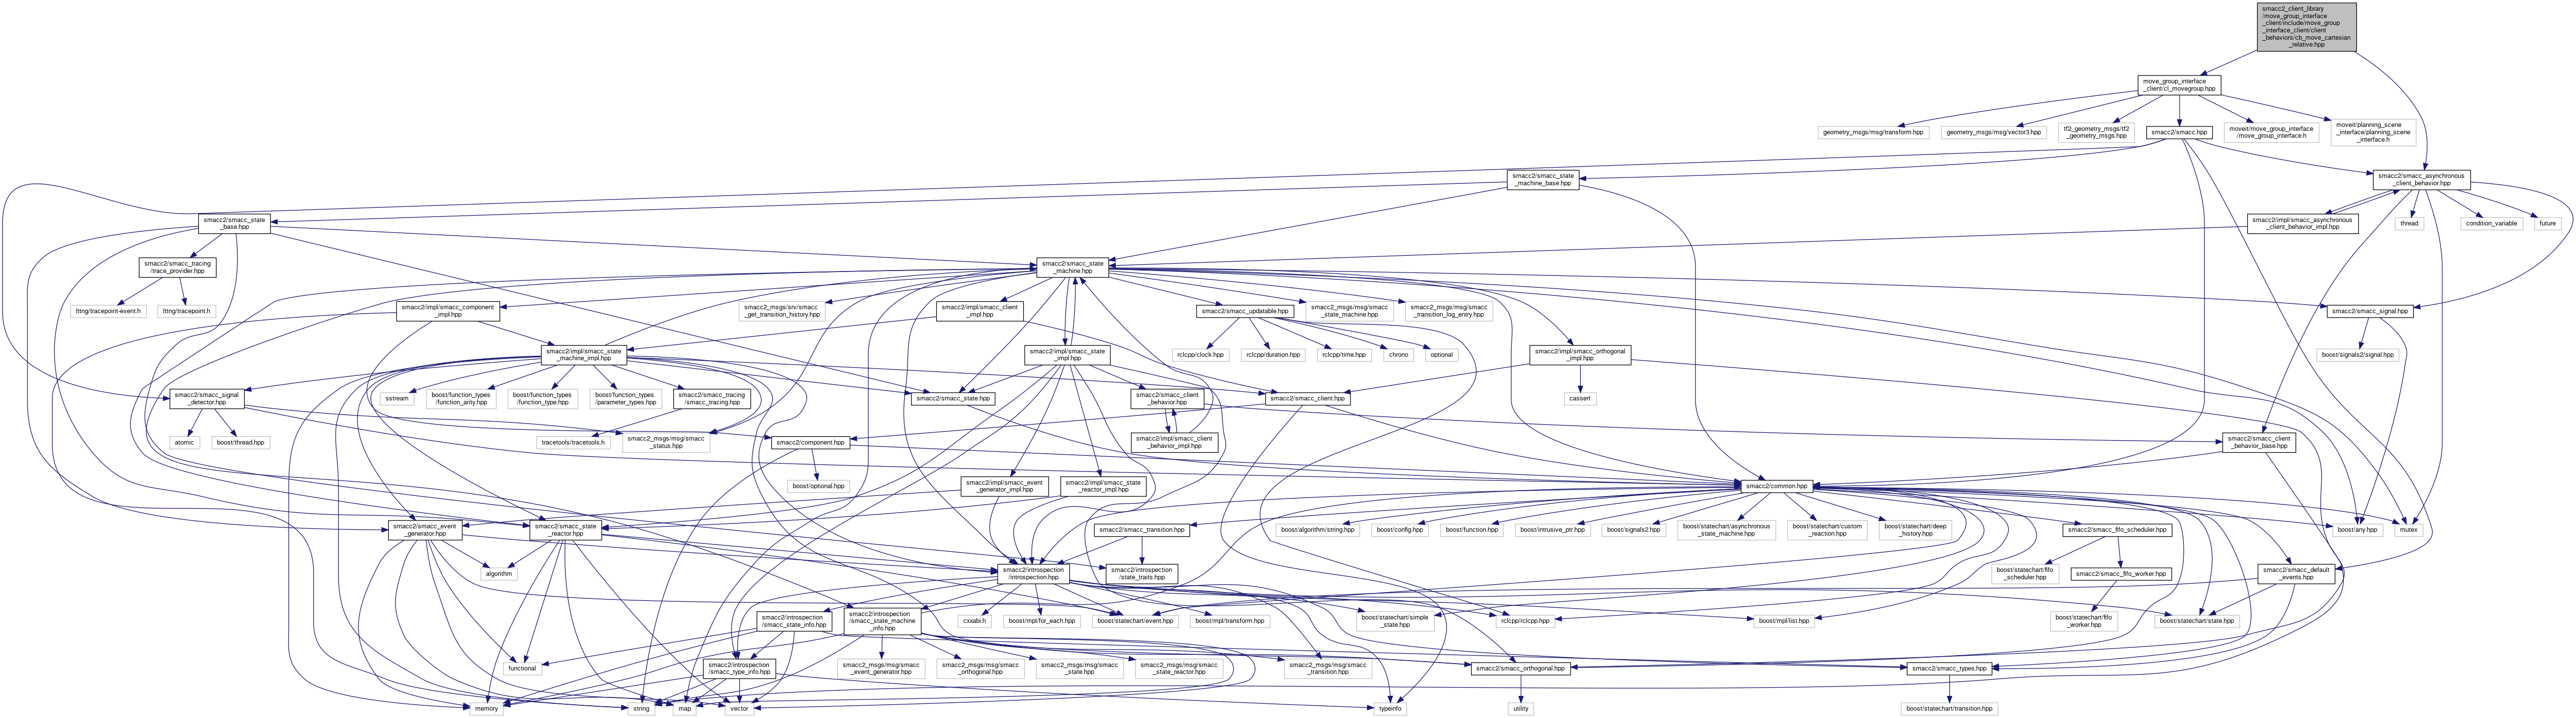 smacc2_client_library
/move_group_interface
_client/include/move_group
_interface_client/client
_behaviors/cb_move_cartesian
_relative.hpp
move_group_interface
_client/cl_movegroup.hpp
geometry_msgs/msg/transform.hpp
geometry_msgs/msg/vector3.hpp
tf2_geometry_msgs/tf2
_geometry_msgs.hpp
smacc2/smacc.hpp
moveit/move_group_interface
/move_group_interface.h
moveit/planning_scene
_interface/planning_scene
_interface.h
smacc2/smacc_state
_machine_base.hpp
smacc2/smacc_asynchronous
_client_behavior.hpp
smacc2/smacc_state
_base.hpp
smacc2/impl/smacc_asynchronous
_client_behavior_impl.hpp
thread
condition_variable
future
smacc2/smacc_tracing
/trace_provider.hpp
smacc2/smacc_state
_machine.hpp
lttng/tracepoint-event.h
lttng/tracepoint.h
smacc2/impl/smacc_component
_impl.hpp
smacc2_msgs/srv/smacc
_get_transition_history.hpp
smacc2/impl/smacc_client
_impl.hpp
smacc2/smacc_updatable.hpp
smacc2_msgs/msg/smacc
_state_machine.hpp
smacc2_msgs/msg/smacc
_transition_log_entry.hpp
smacc2/smacc_signal.hpp
smacc2/impl/smacc_state
_machine_impl.hpp
smacc2/impl/smacc_state
_impl.hpp
rclcpp/clock.hpp
rclcpp/duration.hpp
rclcpp/time.hpp
chrono
optional
smacc2/impl/smacc_orthogonal
_impl.hpp
boost/signals2/signal.hpp
smacc2/smacc_signal
_detector.hpp
sstream
boost/function_types
/function_arity.hpp
boost/function_types
/function_type.hpp
boost/function_types
/parameter_types.hpp
smacc2/smacc_tracing
/smacc_tracing.hpp
smacc2/smacc_state.hpp
smacc2/smacc_client
_behavior.hpp
smacc2/smacc_client.hpp
cassert
atomic
boost/thread.hpp
tracetools/tracetools.h
smacc2_msgs/msg/smacc
_status.hpp
smacc2/component.hpp
smacc2/impl/smacc_client
_behavior_impl.hpp
smacc2/smacc_client
_behavior_base.hpp
boost/optional.hpp
smacc2/impl/smacc_event
_generator_impl.hpp
smacc2/impl/smacc_state
_reactor_impl.hpp
smacc2/common.hpp
smacc2/smacc_event
_generator.hpp
smacc2/smacc_state
_reactor.hpp
smacc2/smacc_transition.hpp
boost/algorithm/string.hpp
boost/config.hpp
boost/function.hpp
boost/intrusive_ptr.hpp
boost/signals2.hpp
boost/statechart/asynchronous
_state_machine.hpp
boost/statechart/custom
_reaction.hpp
boost/statechart/deep
_history.hpp
smacc2/smacc_fifo_scheduler.hpp
boost/any.hpp
mutex
algorithm
smacc2/introspection
/introspection.hpp
smacc2/introspection
/state_traits.hpp
boost/statechart/fifo
_scheduler.hpp
smacc2/smacc_fifo_worker.hpp
smacc2/smacc_default
_events.hpp
smacc2/introspection
/smacc_state_info.hpp
smacc2/introspection
/smacc_state_machine
_info.hpp
cxxabi.h
boost/mpl/for_each.hpp
boost/statechart/event.hpp
boost/mpl/transform.hpp
boost/statechart/simple
_state.hpp
rclcpp/rclcpp.hpp
boost/mpl/list.hpp
boost/statechart/fifo
_worker.hpp
boost/statechart/state.hpp
functional
smacc2/introspection
/smacc_type_info.hpp
smacc2_msgs/msg/smacc
_event_generator.hpp
smacc2_msgs/msg/smacc
_orthogonal.hpp
smacc2_msgs/msg/smacc
_state.hpp
smacc2_msgs/msg/smacc
_state_reactor.hpp
smacc2_msgs/msg/smacc
_transition.hpp
smacc2/smacc_orthogonal.hpp
smacc2/smacc_types.hpp
memory
string
map
vector
typeinfo
utility
boost/statechart/transition.hpp